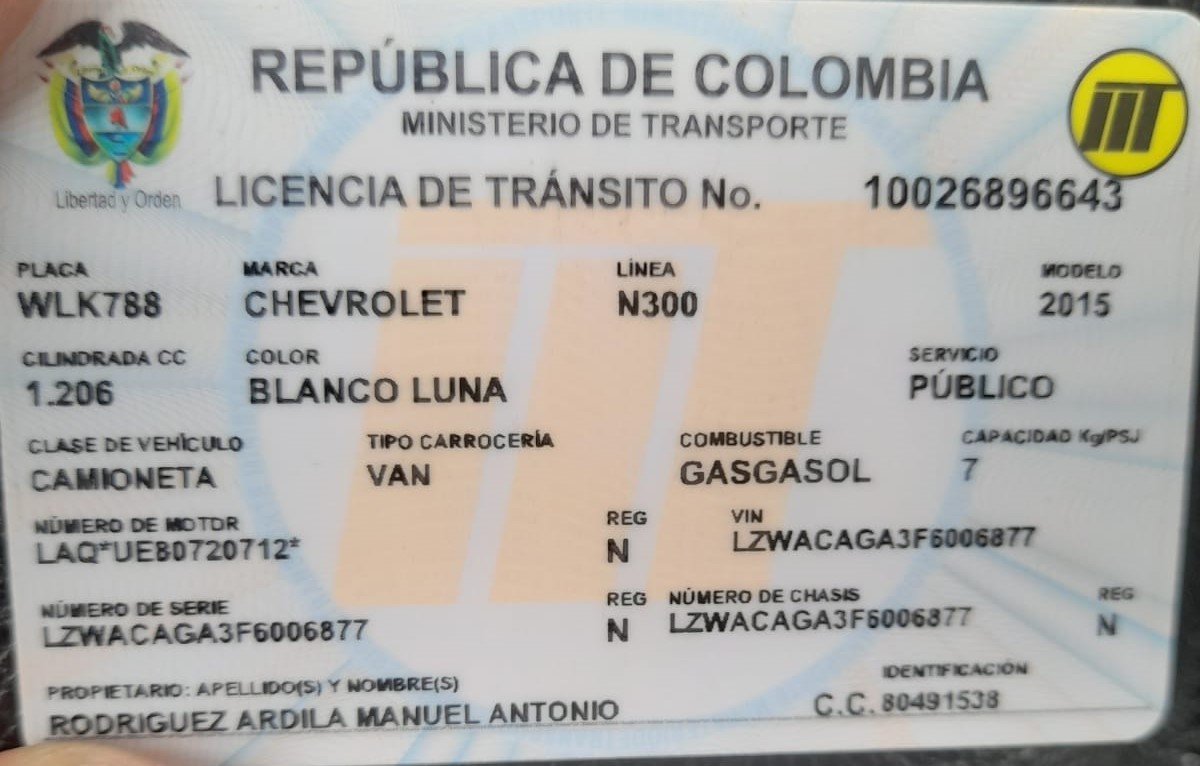 REPÚBLICA DE COLOMBIA
MINISTERIO DE TRANSPORTE
Libertad y Orden
LICENCIA DE TRÁNSITO No. 10026896643
PLACA MARCA LÍNEA MODELO
WLK788 CHEVROLET N300 2015
CILINDRADA CC COLOR SERVICIO
1.206 BLANCO LUNA PÚBLICO
CLASE DE VEHÍCULO TIPO CARROCERÍA COMBUSTIBLE CAPACIDAD Kg/PSJ
CAMIONETA VAN GASGASOL 7
NÚMERO DE MOTOR REG VIN
LAQ*UEB0720712* N LZWACAGA3F6006877
NÚMERO DE SERIE REG NÚMERO DE CHASIS REG
LZWACAGA3F6006877 N LZWACAGA3F6006877 N
PROPIETARIO: APELLIDO(S) Y NOMBRE(S) IDENTIFICACIÓN
RODRIGUEZ ARDILA MANUEL ANTONIO C.C. 80491538